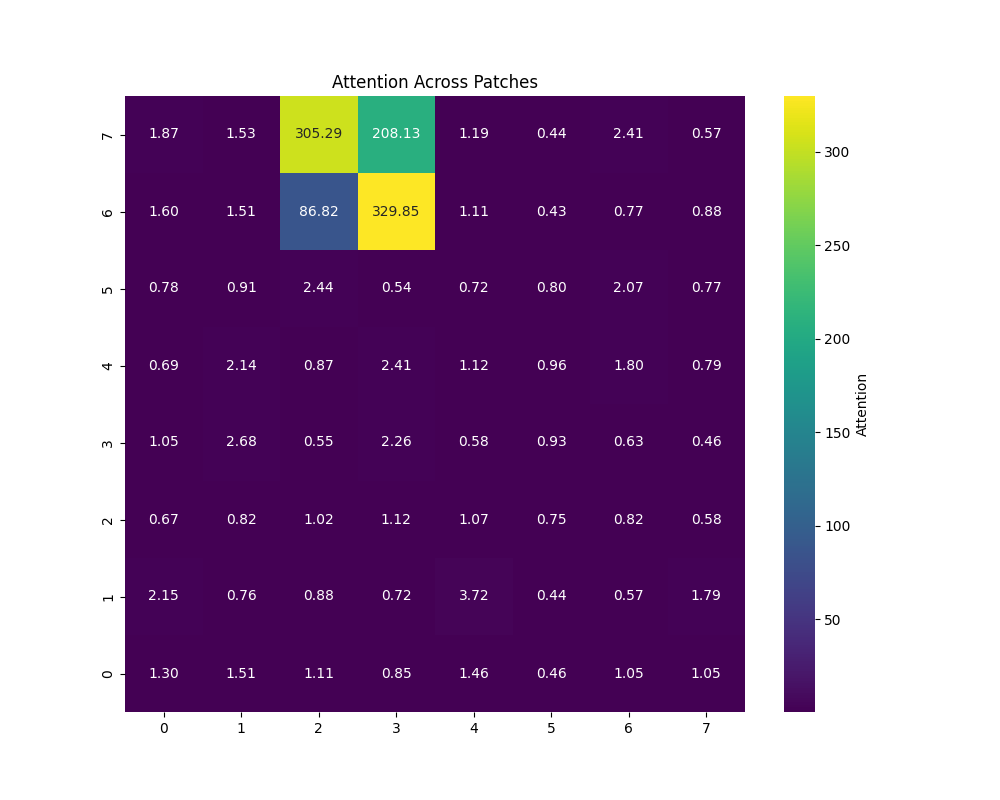 Attention Across Patches
7 1.87 1.53 305.29 208.13 1.19 0.44 2.41 0.57
6 1.60 1.51 86.82 329.85 1.11 0.43 0.77 0.88
5 0.78 0.91 2.44 0.54 0.72 0.80 2.07 0.77
4 0.69 2.14 0.87 2.41 1.12 0.96 1.80 0.79
3 1.05 2.68 0.55 2.26 0.58 0.93 0.63 0.46
2 0.67 0.82 1.02 1.12 1.07 0.75 0.82 0.58
1 2.15 0.76 0.88 0.72 3.72 0.44 0.57 1.79
0 1.30 1.51 1.11 0.85 1.46 0.46 1.05 1.05
0 1 2 3 4 5 6 7
300
250
200
150
100
50
Attention